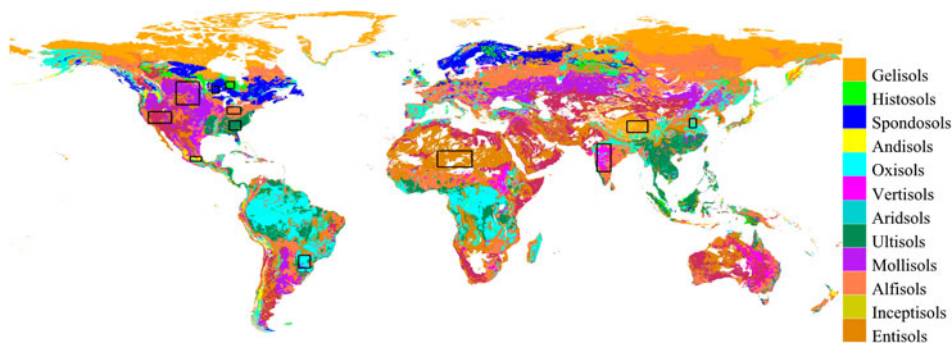 Gelisols
Histosols
Spondosols
Andisols
Oxisols
Vertisols
Aridsols
Ultisols
Mollisols
Alfisols
Inceptisols
Entisols